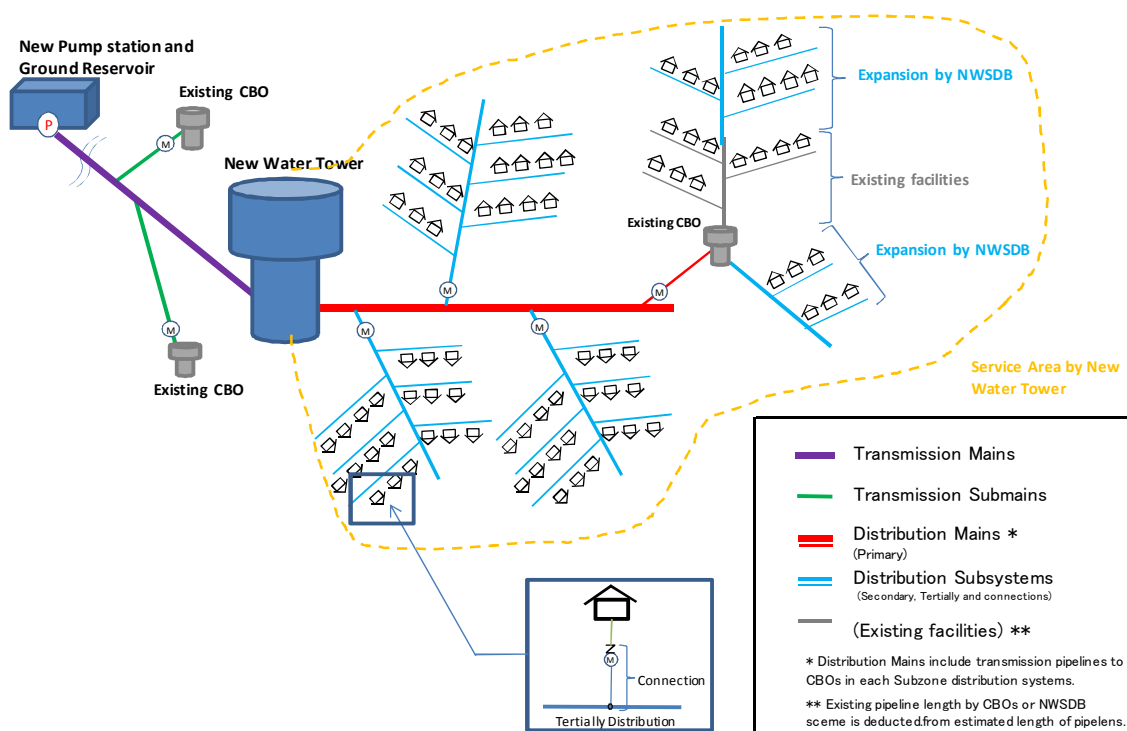 New Pump station and
Ground Reservoir
P
Existing CBO
M
New Water Tower
M
Existing CBO
Expansion by NWSDB
Existing facilities
Existing CBO
Expansion by NWSDB
M
M
M
M
Service Area by New
Water Tower
Transmission Mains
Transmission Submains
Distribution Mains *
(Primary)
Distribution Subsystems
(Secondary, Tertially and connections)
(Existing facilities) **
* Distribution Mains include transmission pipelines to
CBOs in each Subzone distribution systems.
** Existing pipeline length by CBOs or NWSDB
sceme is deducted.from estimated length of pipelens.
Z
M
Connection
Tertially Distribution